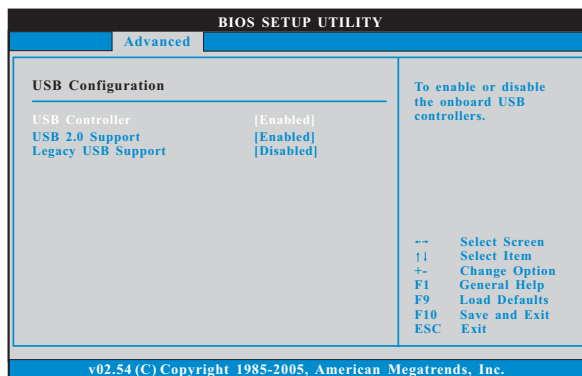 BIOS SETUP UTILITY
Advanced
USB Configuration
USB Controller [Enabled]
USB 2.0 Support [Enabled]
Legacy USB Support [Disabled]
To enable or disable
the onboard USB
controllers.
←→ Select Screen
↑↓ Select Item
+- Change Option
F1 General Help
F9 Load Defaults
F10 Save and Exit
ESC Exit
v02.54 (C) Copyright 1985-2005, American Megatrends, Inc.